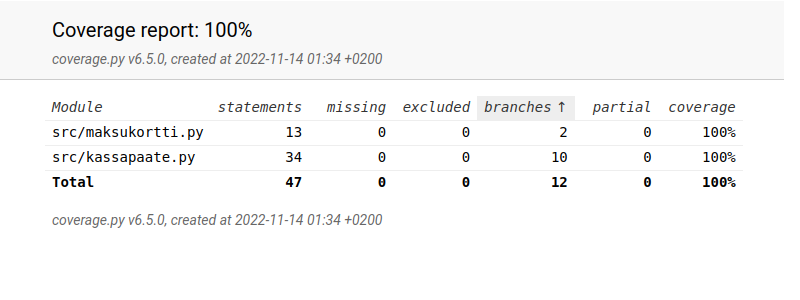 Coverage report: 100%
coverage.py v6.5.0, created at 2022-11-14 01:34 +0200
Module statements missing excluded branches ↑ partial coverage
src/maksukortti.py 13 0 0 2 0 100%
src/kassapaate.py 34 0 0 10 0 100%
Total 47 0 0 12 0 100%
coverage.py v6.5.0, created at 2022-11-14 01:34 +0200